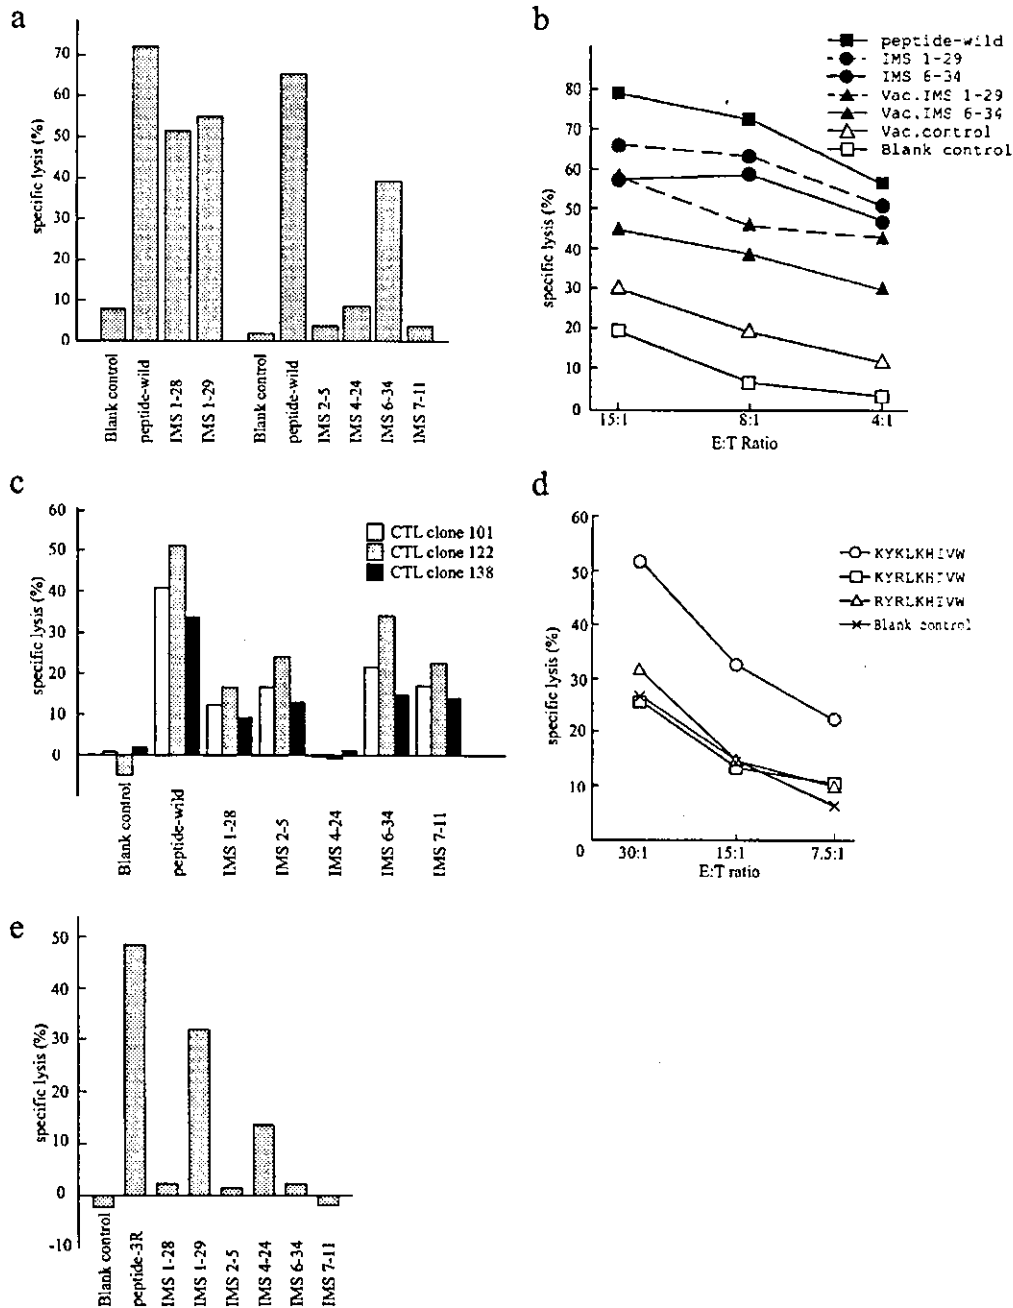 a
specific lysis (%)
70
60
50
40
30
20
10
0
Blank control
peptide-wild
IMS 1-28
IMS 1-29
Blank control
peptide-wild
IMS 2-5
IMS 4-24
IMS 6-34
IMS 7-11
b
peptide-wild
IMS 1-29
IMS 6-34
Vac.IMS 1-29
Vac.IMS 6-34
Vac.control
Blank control
specific lysis (%)
80
70
60
50
40
30
20
10
0
15:1
8:1
4:1
E:T Ratio
c
specific lysis (%)
60
50
40
30
20
10
0
CTL clone 101
CTL clone 122
CTL clone 138
Blank control
peptide-wild
IMS 1-28
IMS 2-5
IMS 4-24
IMS 6-34
IMS 7-11
d
specific lysis (%)
60
50
40
30
20
10
0
KYKLKHIVW
KYRLKHIVW
RYRLKHIVW
Blank control
30:1
15:1
7.5:1
E:T ratio
e
specific lysis (%)
50
40
30
20
10
0
-10
Blank control
peptide-3R
IMS 1-28
IMS 1-29
IMS 2-5
IMS 4-24
IMS 6-34
IMS 7-11